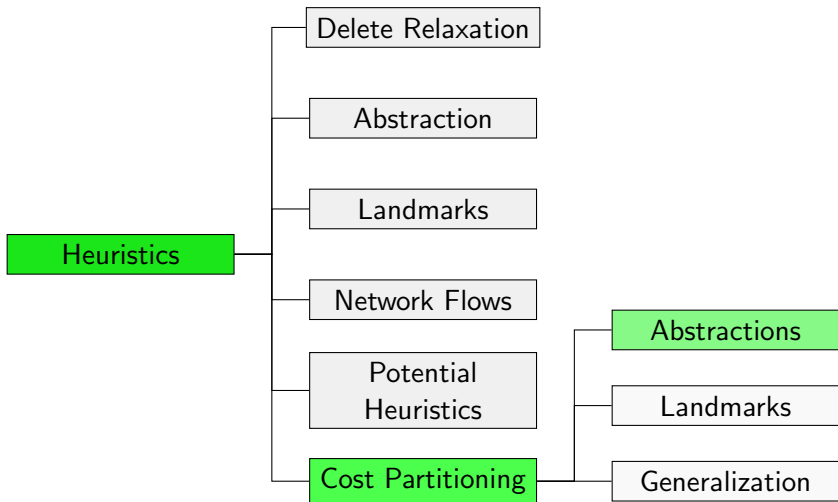 Heuristics
Delete Relaxation
Abstraction
Landmarks
Network Flows
Potential
Heuristics
Cost Partitioning
Abstractions
Landmarks
Generalization